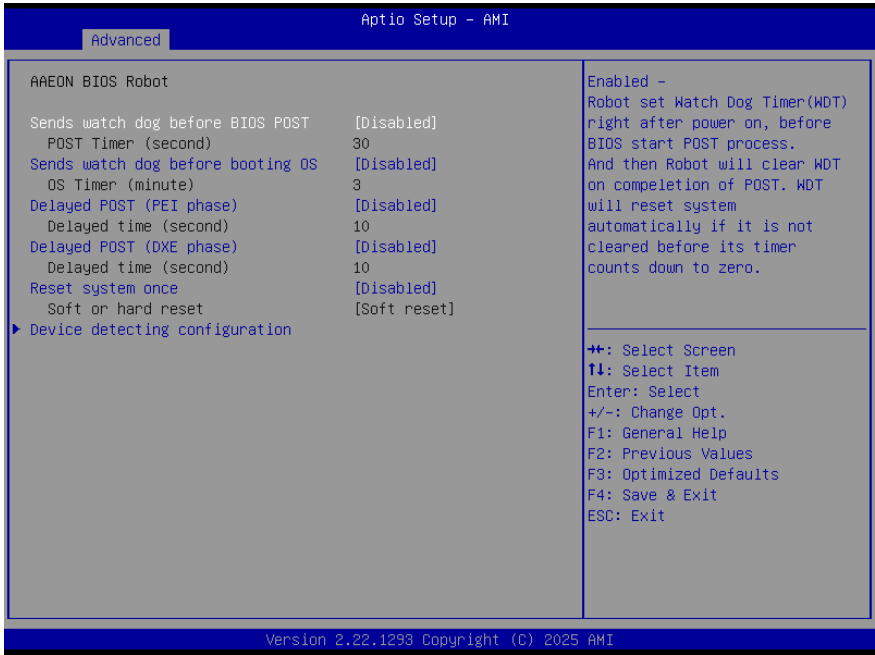 Aptio Setup – AMI
Advanced
AAEON BIOS Robot
Sends watch dog before BIOS POST [Disabled]
POST Timer (second) 30
Sends watch dog before booting OS [Disabled]
OS Timer (minute) 3
Delayed POST (PEI phase) [Disabled]
Delayed time (second) 10
Delayed POST (DXE phase) [Disabled]
Delayed time (second) 10
Reset system once [Disabled]
Soft or hard reset [Soft reset]
Device detecting configuration
Enabled –
Robot set Watch Dog Timer(WDT)
right after power on, before
BIOS start POST process.
And then Robot will clear WDT
on compeletion of POST. WDT
will reset system
automatically if it is not
cleared before its timer
counts down to zero.
→←: Select Screen
↑↓: Select Item
Enter: Select
+/-: Change Opt.
F1: General Help
F2: Previous Values
F3: Optimized Defaults
F4: Save & Exit
ESC: Exit
Version 2.22.1293 Copyright (C) 2025 AMI